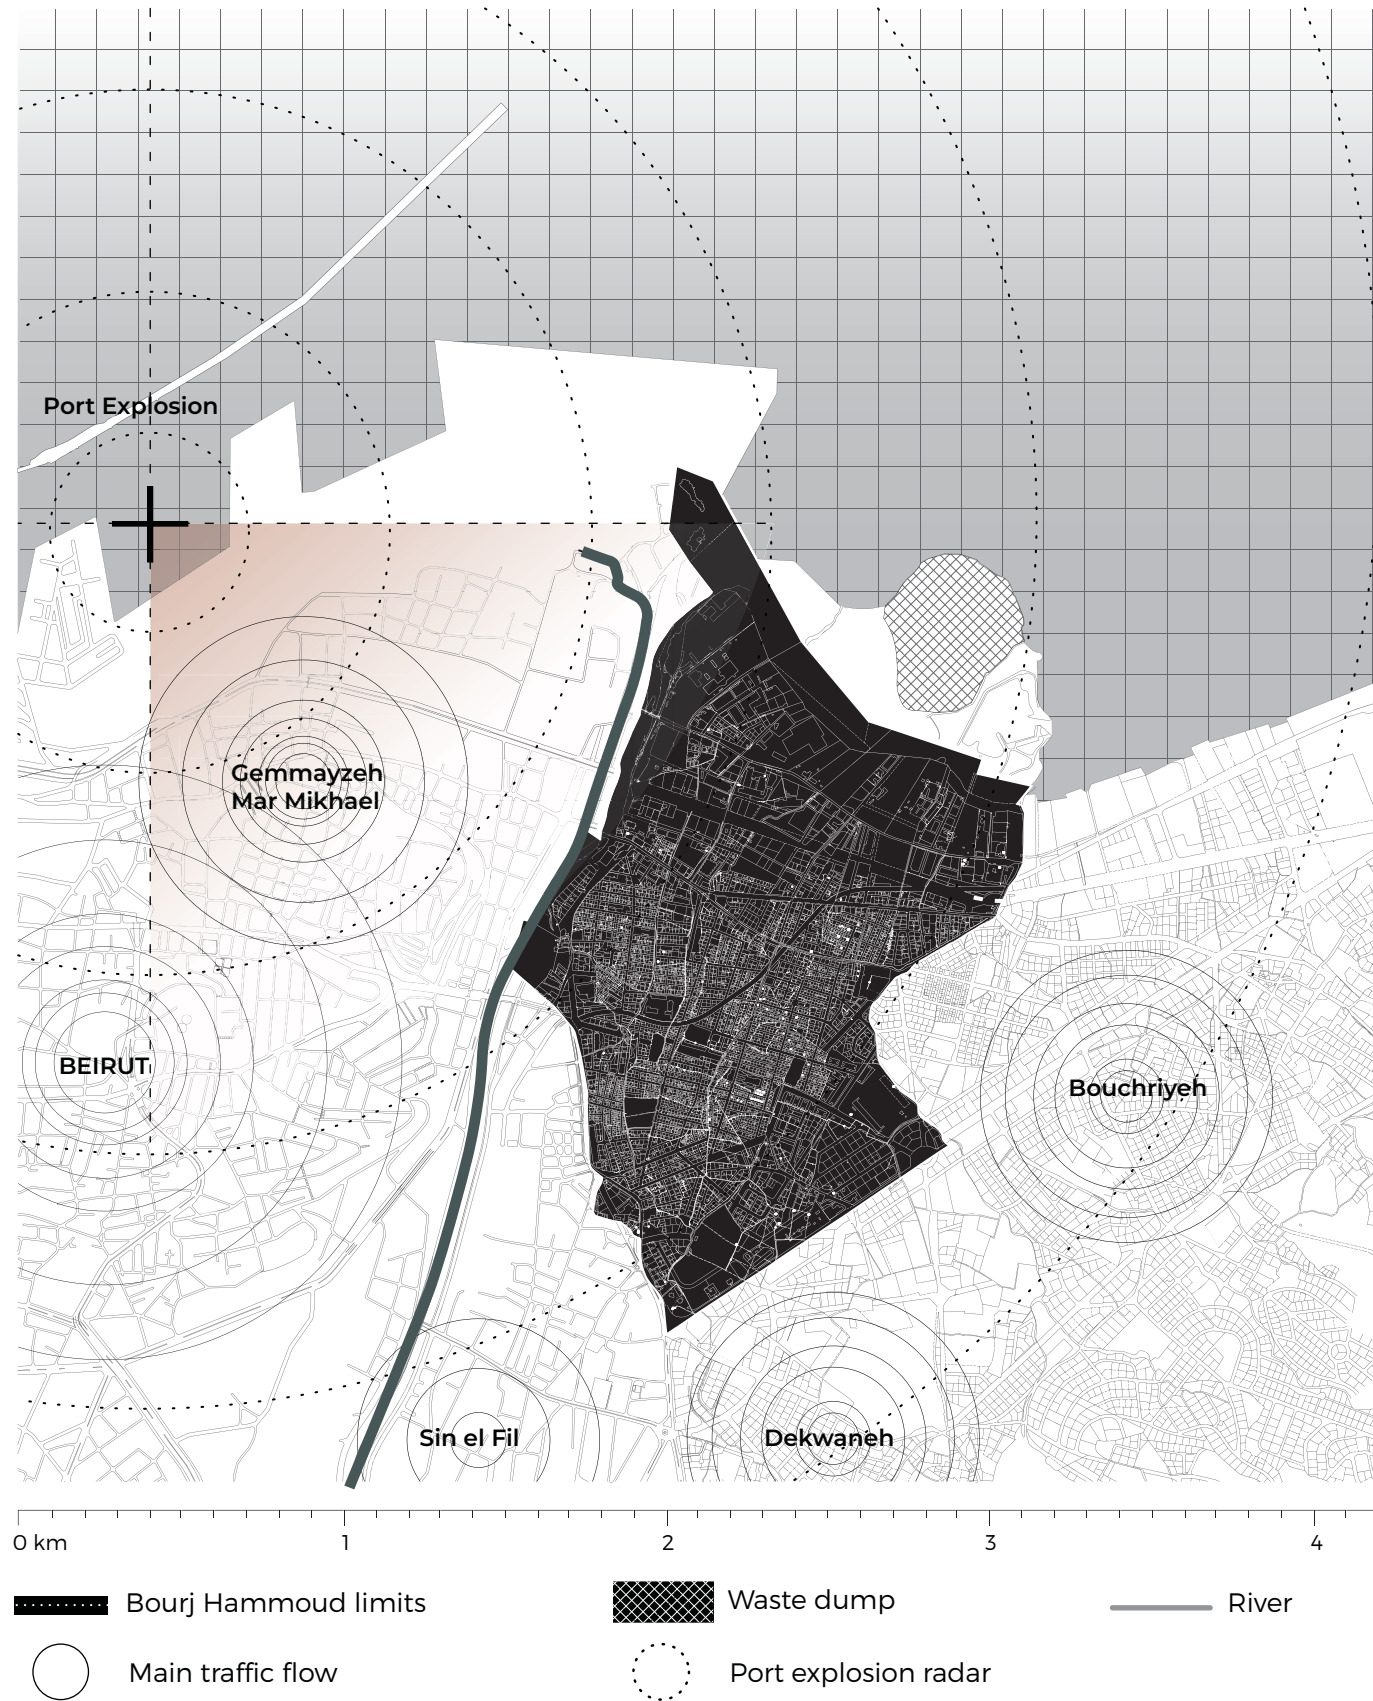 Port Explosion
Gemmayzeh
Mar Mikhael
BEIRUT
Bouchriyeh
Sin el Fil
Dekwaneh
0 km
1
2
3
4
Bourj Hammoud limits
Waste dump
River
Main traffic flow
Port explosion radar